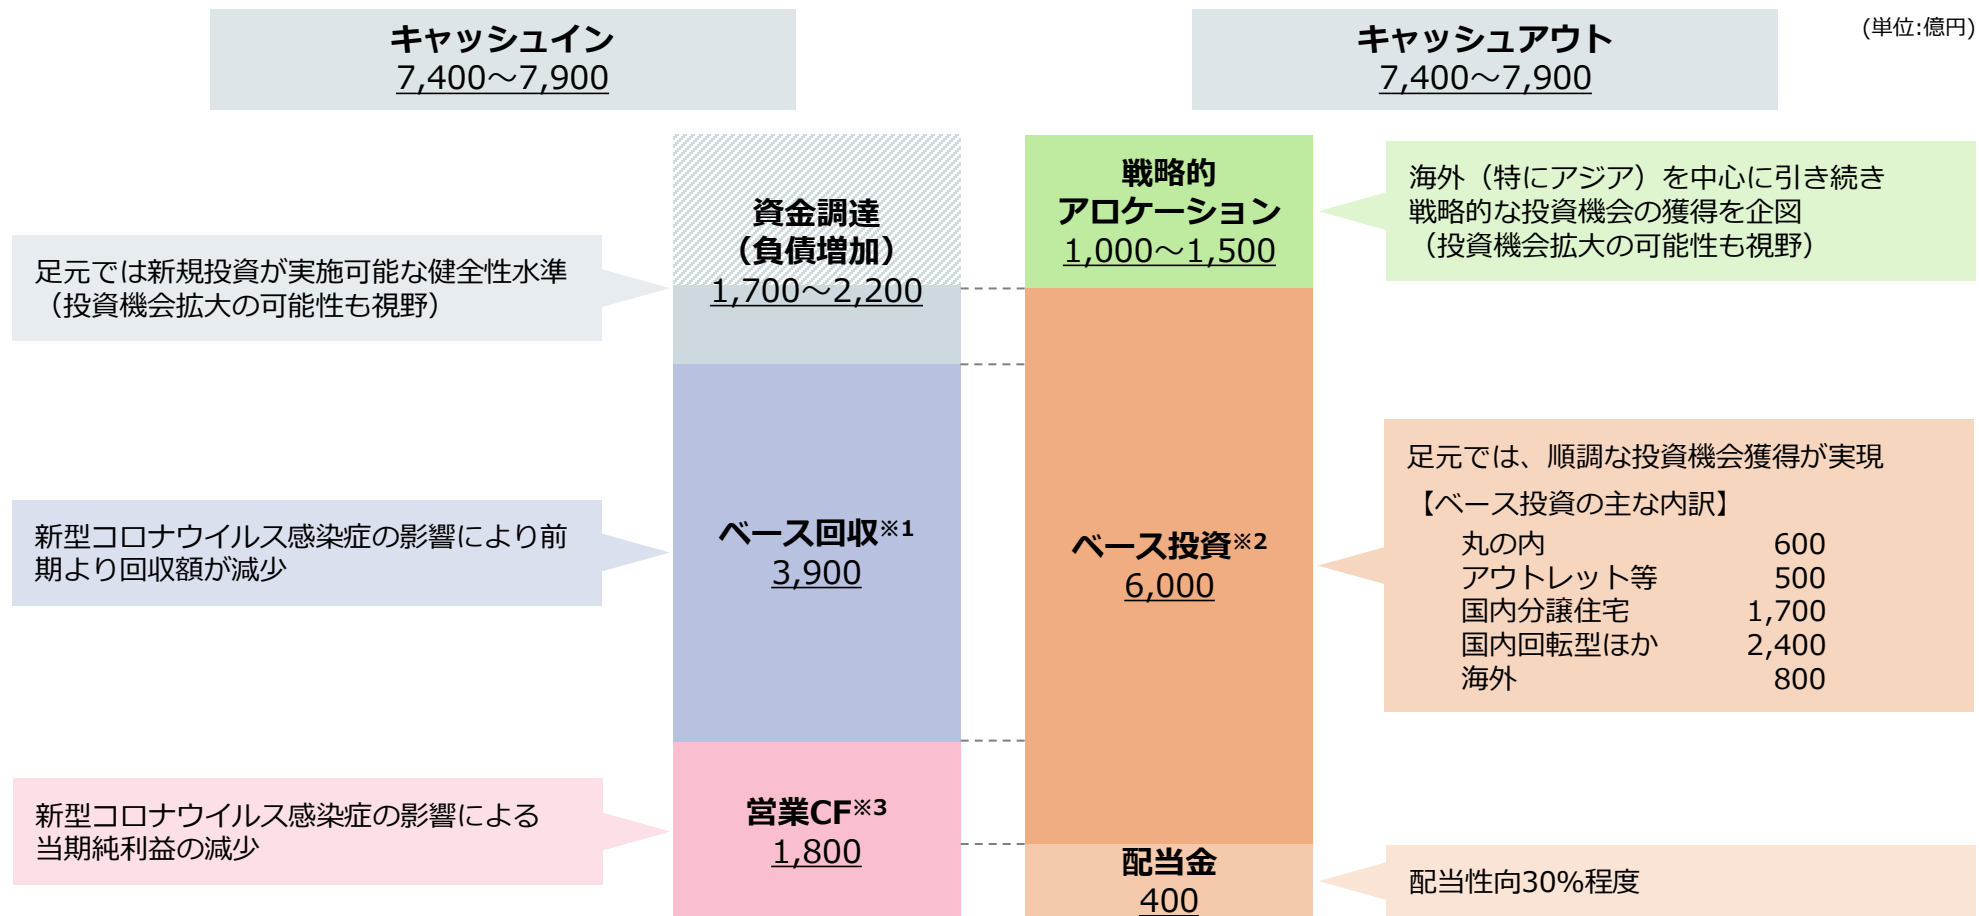 キャッシュイン
7,400～7,900
キャッシュアウト
7,400～7,900
(単位:億円)
資金調達
（負債増加）
1,700～2,200
足元では新規投資が実施可能な健全性水準
（投資機会拡大の可能性も視野）
ベース回収※1
3,900
新型コロナウイルス感染症の影響により前
期より回収額が減少
営業CF※3
1,800
新型コロナウイルス感染症の影響による
当期純利益の減少
戦略的
アロケーション
1,000～1,500
海外（特にアジア）を中心に引き続き
戦略的な投資機会の獲得を企図
（投資機会拡大の可能性も視野）
ベース投資※2
6,000
足元では、順調な投資機会獲得が実現
【ベース投資の主な内訳】
丸の内 600
アウトレット等 500
国内分譲住宅 1,700
国内回転型ほか 2,400
海外 800
配当金
400
配当性向30%程度